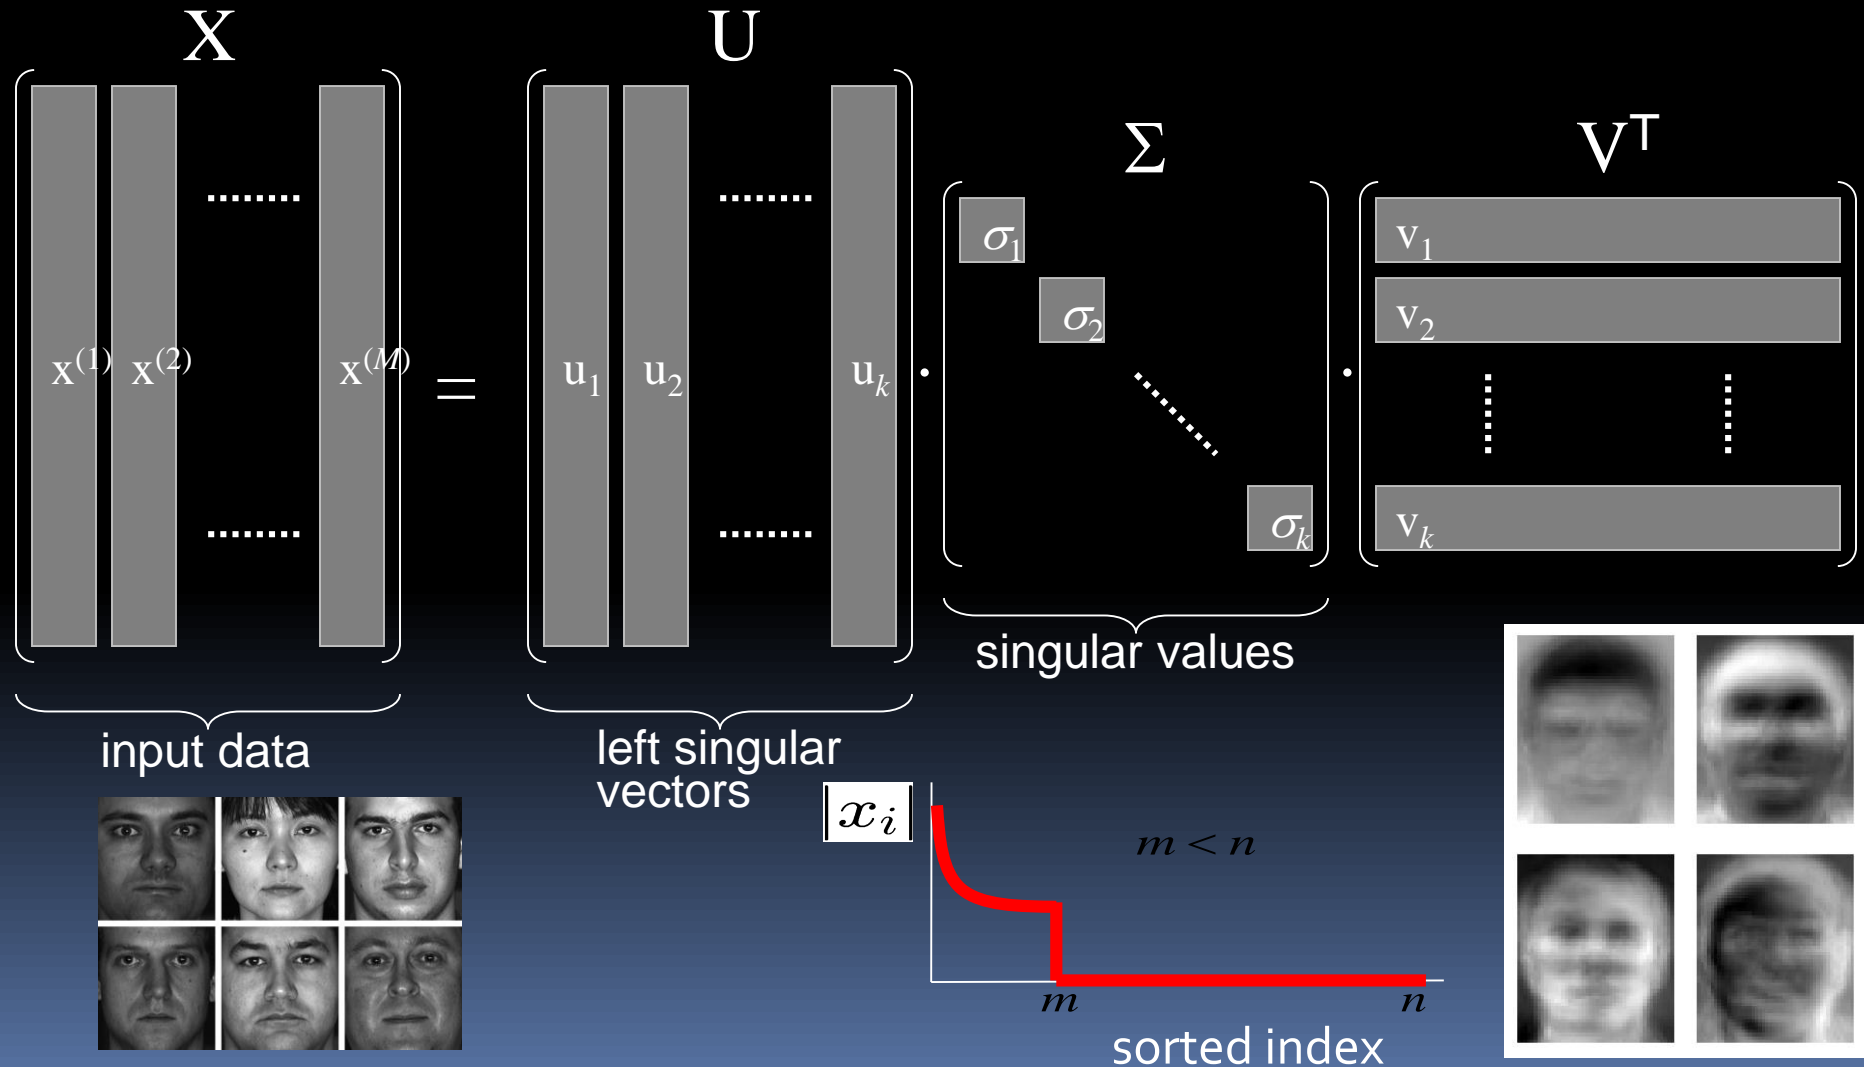 X
U
Σ
Vᵀ
x⁽¹⁾ x⁽²⁾ x⁽ᴹ⁾
=
u₁ u₂ uₖ
·
σ₁
σ₂
σₖ
·
v₁
v₂
vₖ
singular values
input data
left singular
vectors
|xᵢ|
m < n
m
n
sorted index